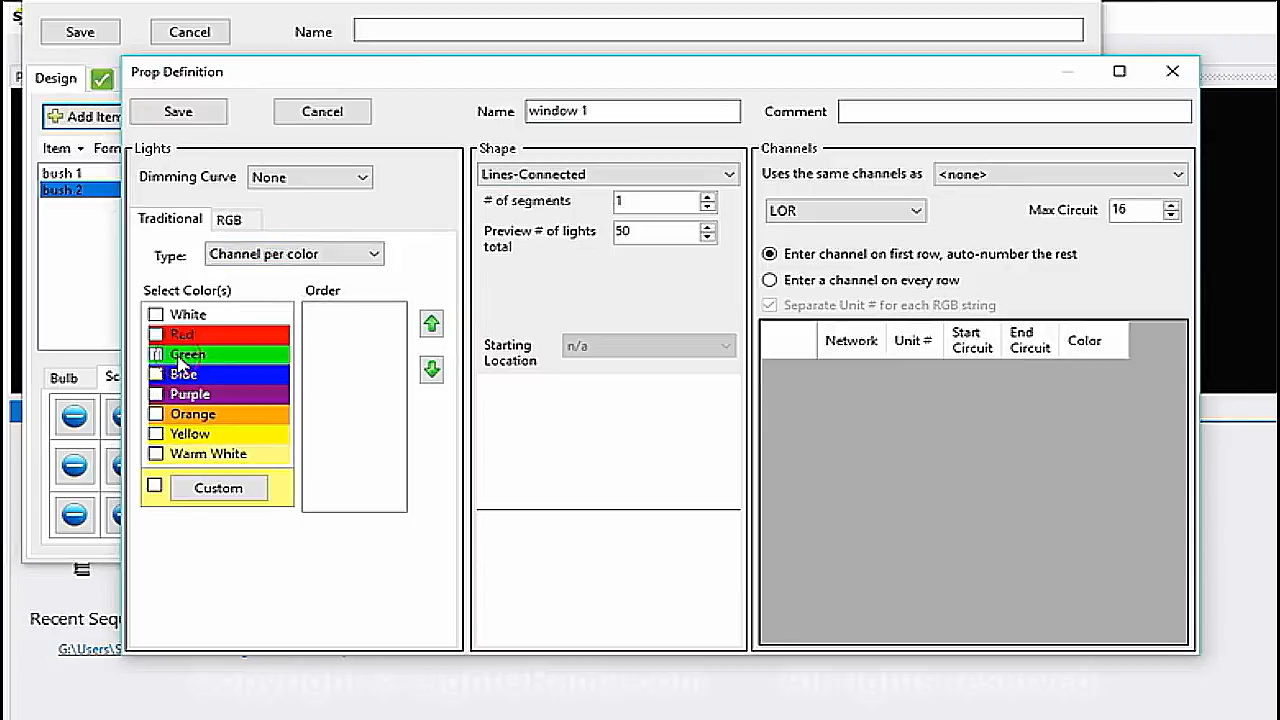 Save
Cancel
Name
Design
Prop Definition
Add Item
Save
Cancel
Name
window 1
Comment
Item
bush 1
bush 2
Lights
Dimming Curve
None
Traditional
RGB
Type:
Channel per color
Select Color(s)
Order
White
Red
Green
Blue
Purple
Orange
Yellow
Warm White
Custom
Shape
Lines-Connected
# of segments
1
Preview # of lights
total
50
Starting
Location
n/a
Channels
Uses the same channels as
<none>
LOR
Max Circuit
16
Enter channel on first row, auto-number the rest
Enter a channel on every row
Separate Unit # for each RGB string
Network
Unit #
Start
Circuit
End
Circuit
Color
Bulb
Recent Sequ
G:\Users\S